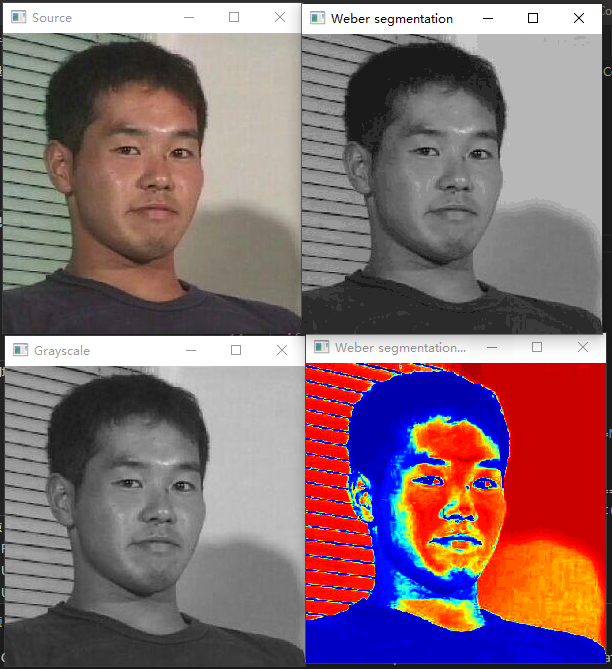 Source
Weber segmentation
Grayscale
Weber segmentation...